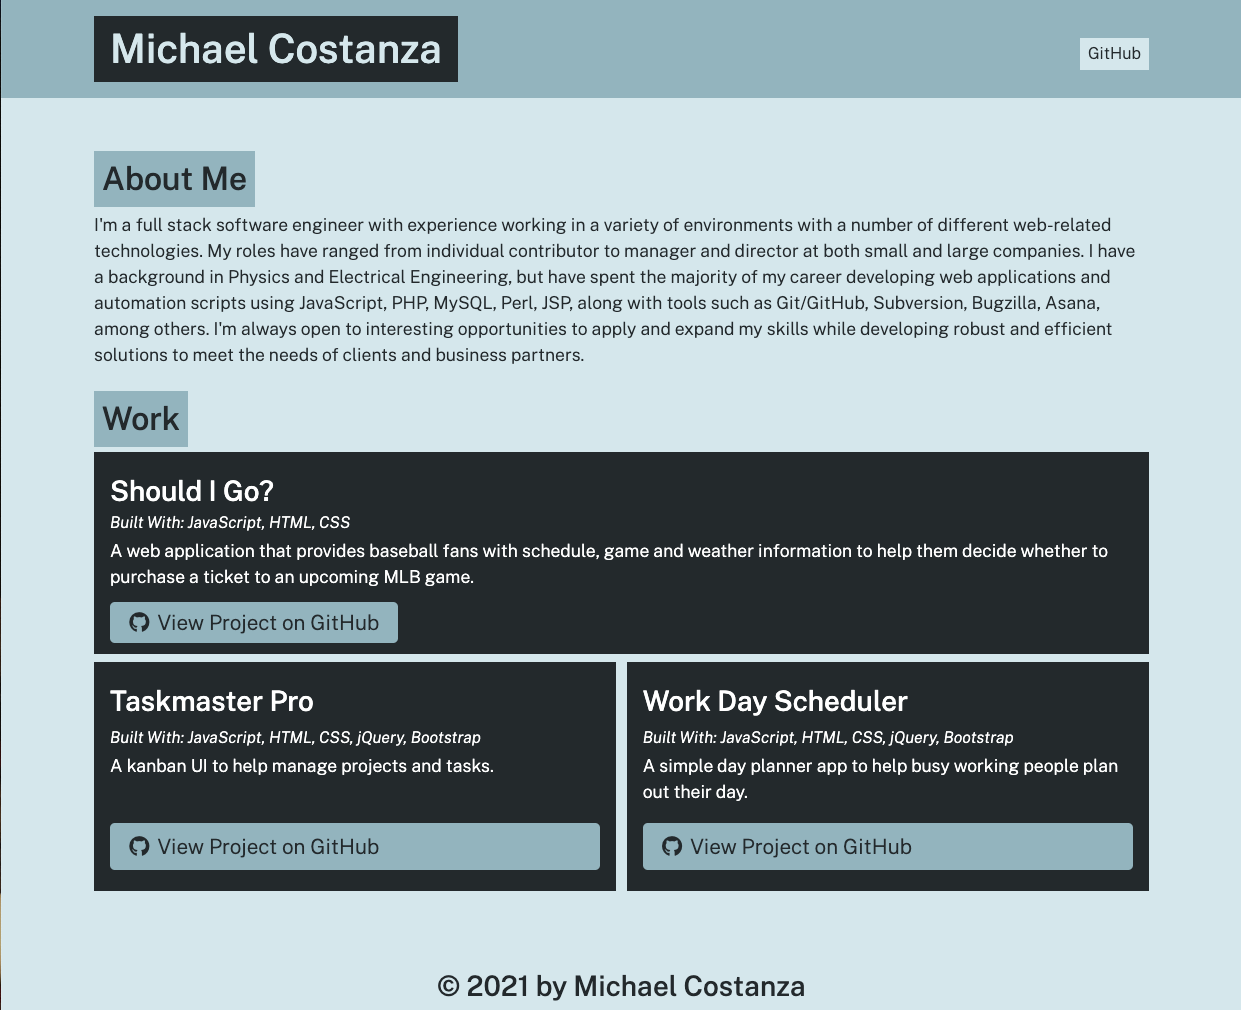 Michael Costanza
GitHub
About Me
I'm a full stack software engineer with experience working in a variety of environments with a number of different web-related
technologies. My roles have ranged from individual contributor to manager and director at both small and large companies. I have
a background in Physics and Electrical Engineering, but have spent the majority of my career developing web applications and
automation scripts using JavaScript, PHP, MySQL, Perl, JSP, along with tools such as Git/GitHub, Subversion, Bugzilla, Asana,
among others. I'm always open to interesting opportunities to apply and expand my skills while developing robust and efficient
solutions to meet the needs of clients and business partners.
Work
Should I Go?
Built With: JavaScript, HTML, CSS
A web application that provides baseball fans with schedule, game and weather information to help them decide whether to
purchase a ticket to an upcoming MLB game.
View Project on GitHub
Taskmaster Pro
Built With: JavaScript, HTML, CSS, jQuery, Bootstrap
A kanban UI to help manage projects and tasks.
View Project on GitHub
Work Day Scheduler
Built With: JavaScript, HTML, CSS, jQuery, Bootstrap
A simple day planner app to help busy working people plan
out their day.
View Project on GitHub
© 2021 by Michael Costanza